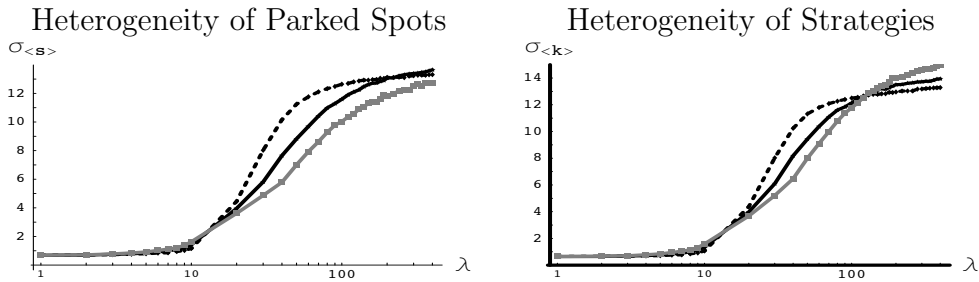 Heterogeneity of Parked Spots
σ<s>
12
10
8
6
4
2
1 10 100 λ
Heterogeneity of Strategies
σ<k>
14
12
10
8
6
4
2
1 10 100 λ